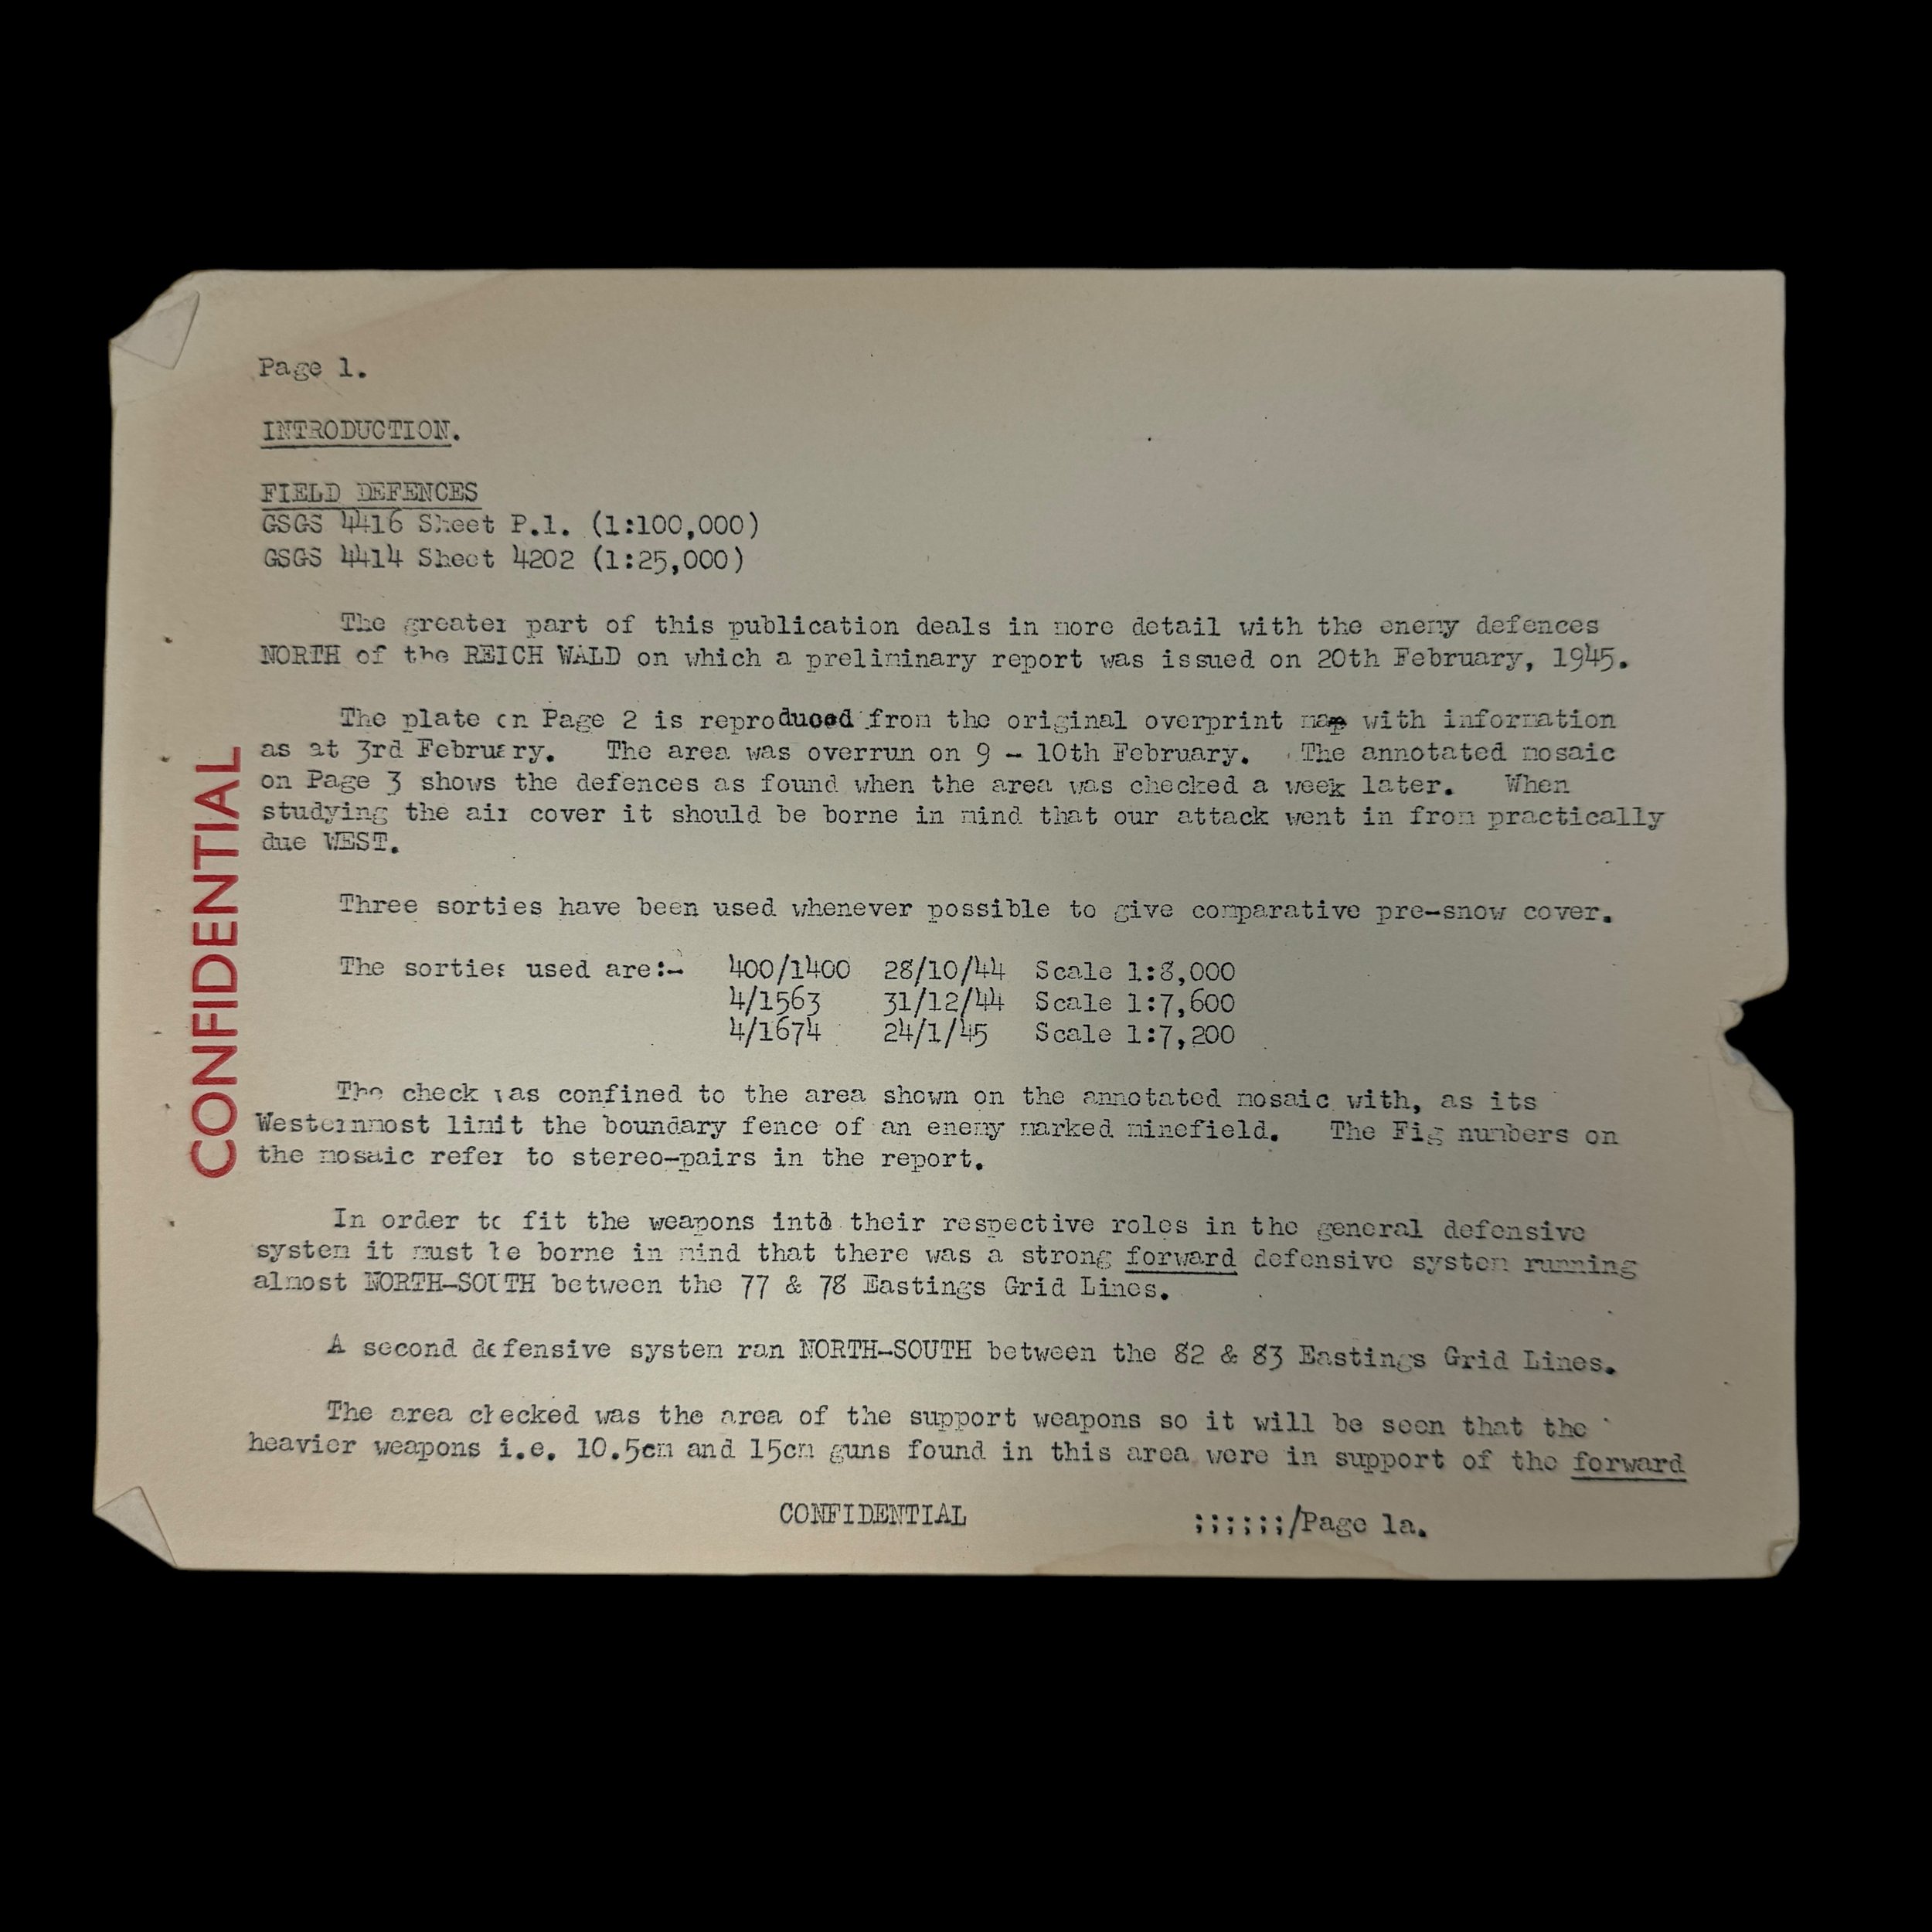 Page 1.
INTRODUCTION.
FIELD DEFENCES
GSGS 4416 Sheet P.1. (1:100,000)
GSGS 4414 Sheet 4202 (1:25,000)
The greater part of this publication deals in more detail with the enemy defences
NORTH of the REICH WALD on which a preliminary report was issued on 20th February, 1945.
The plate on Page 2 is reproduced from the original overprint map with information
as at 3rd February. The area was overrun on 9 - 10th February. The annotated mosaic
on Page 3 shows the defences as found when the area was checked a week later. When
studying the air cover it should be borne in mind that our attack went in from practically
due WEST.
Three sorties have been used whenever possible to give comparative pre-snow cover.
The sorties used are:- 400/1400 28/10/44 Scale 1:8,000
4/1563 31/12/44 Scale 1:7,600
4/1674 24/1/45 Scale 1:7,200
The check was confined to the area shown on the annotated mosaic with, as its
Westernmost limit the boundary fence of an enemy marked minefield. The Fig numbers on
the mosaic refer to stereo-pairs in the report.
In order to fit the weapons into their respective roles in the general defensive
system it must be borne in mind that there was a strong forward defensive system running
almost NORTH-SOUTH between the 77 & 78 Eastings Grid Lines.
A second defensive system ran NORTH-SOUTH between the 82 & 83 Eastings Grid Lines.
The area checked was the area of the support weapons so it will be seen that the
heavier weapons i.e. 10.5cm and 15cm guns found in this area were in support of the forward
CONFIDENTIAL ;;;;;;/Page 1a.
CONFIDENTIAL